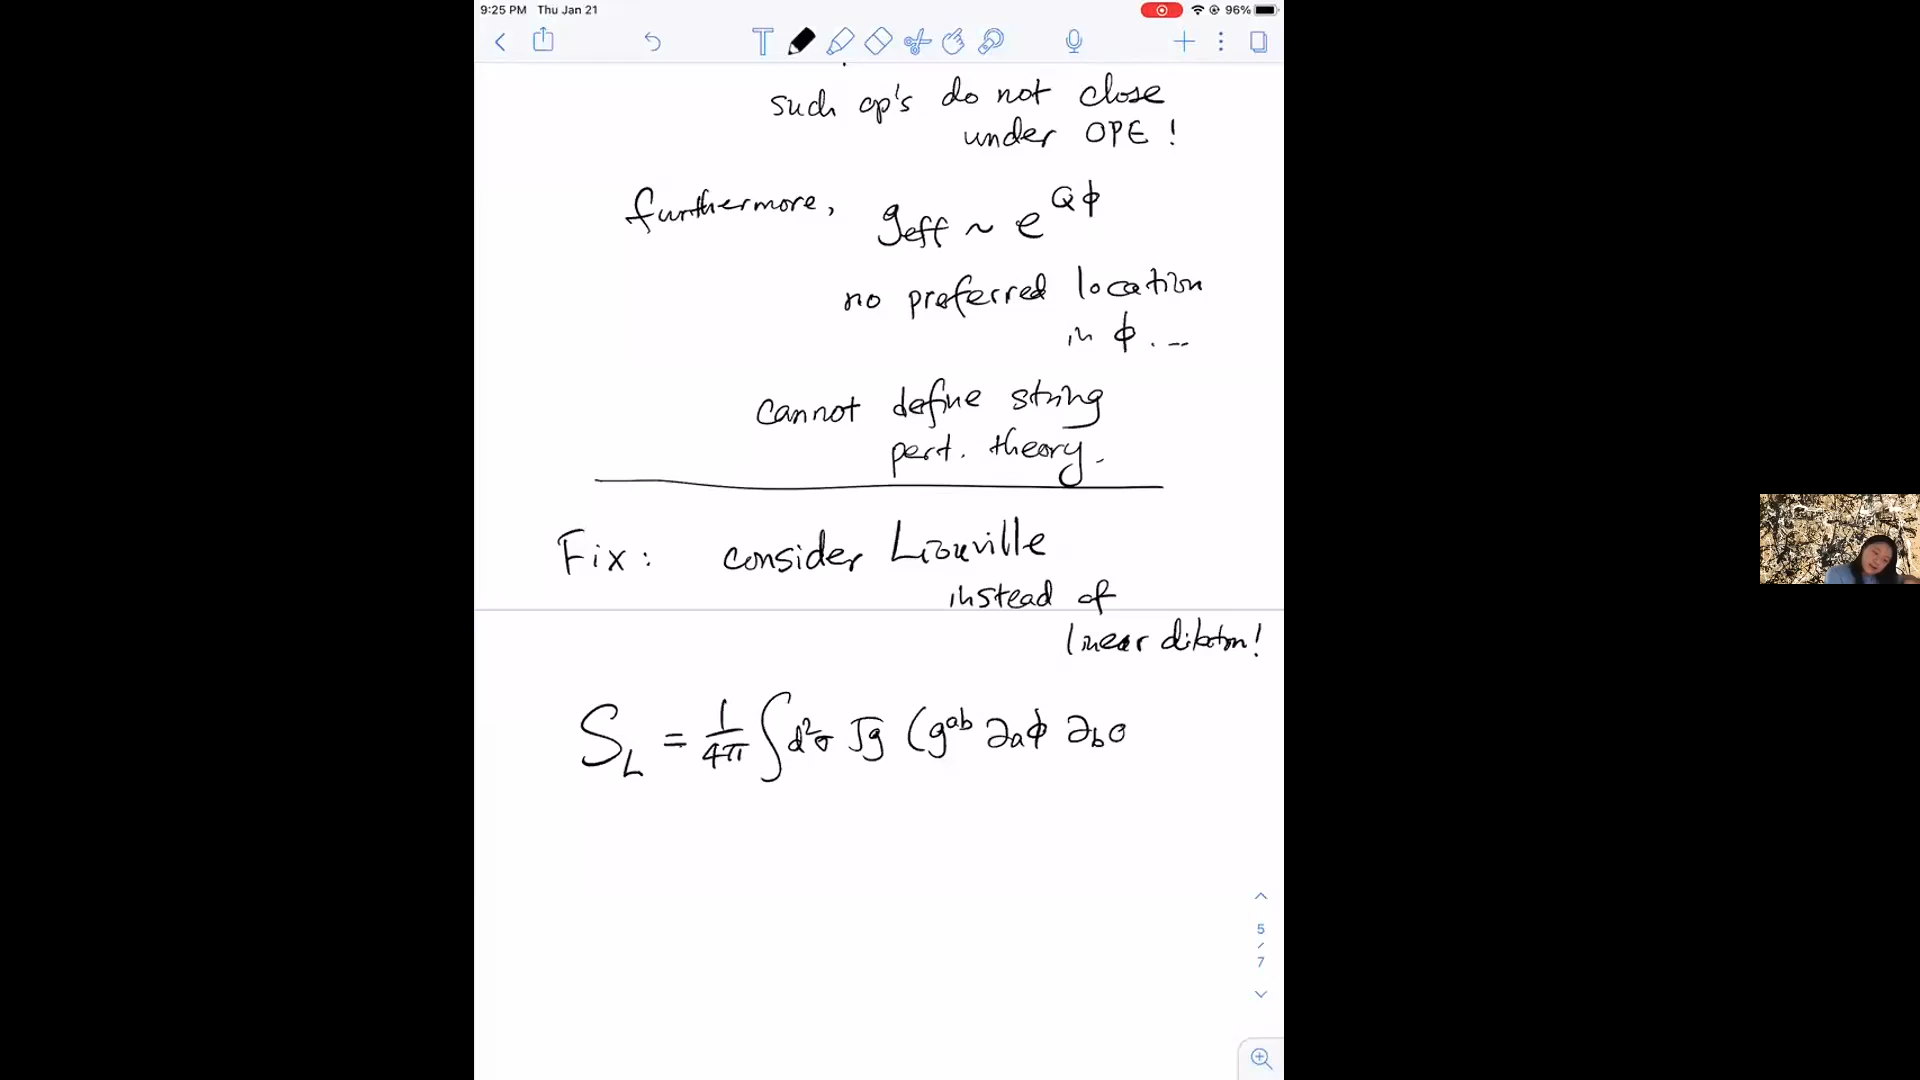 9:25 PM Thu Jan 21
96%
such op's do not close
under OPE !
furthermore, g_eff ~ e^{Qϕ}
no preferred location
in ϕ . ...
cannot define string
pert. theory.
Fix : consider Liouville
instead of
linear dilaton!
S_L = 1/4π ∫ d²σ √g (g^{ab} ∂_a ϕ ∂_b
5
/
7